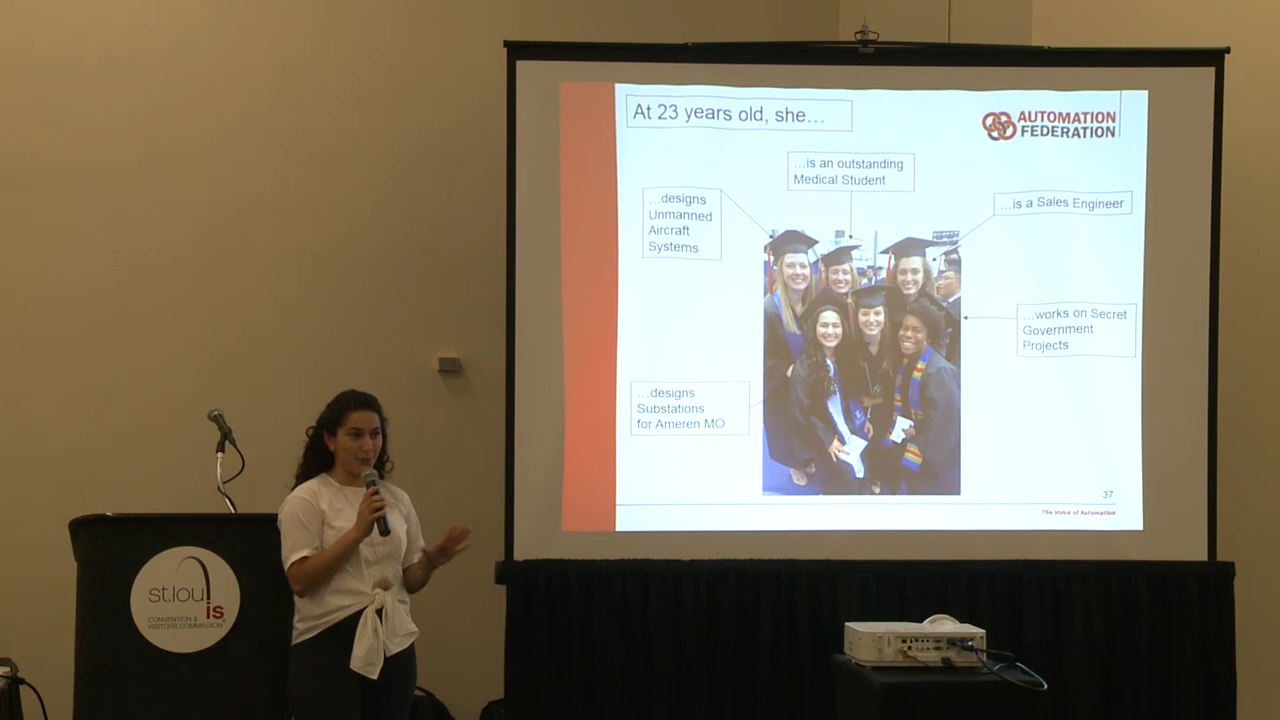 At 23 years old, she…
AUTOMATION
FEDERATION
…is an outstanding
Medical Student
…designs
Unmanned
Aircraft
Systems
…is a Sales Engineer
…works on Secret
Government
Projects
…designs
Substations
for Ameren MO
37
The Voice of Automation
st.lou
is
CONVENTION &
VISITORS COMMISSION